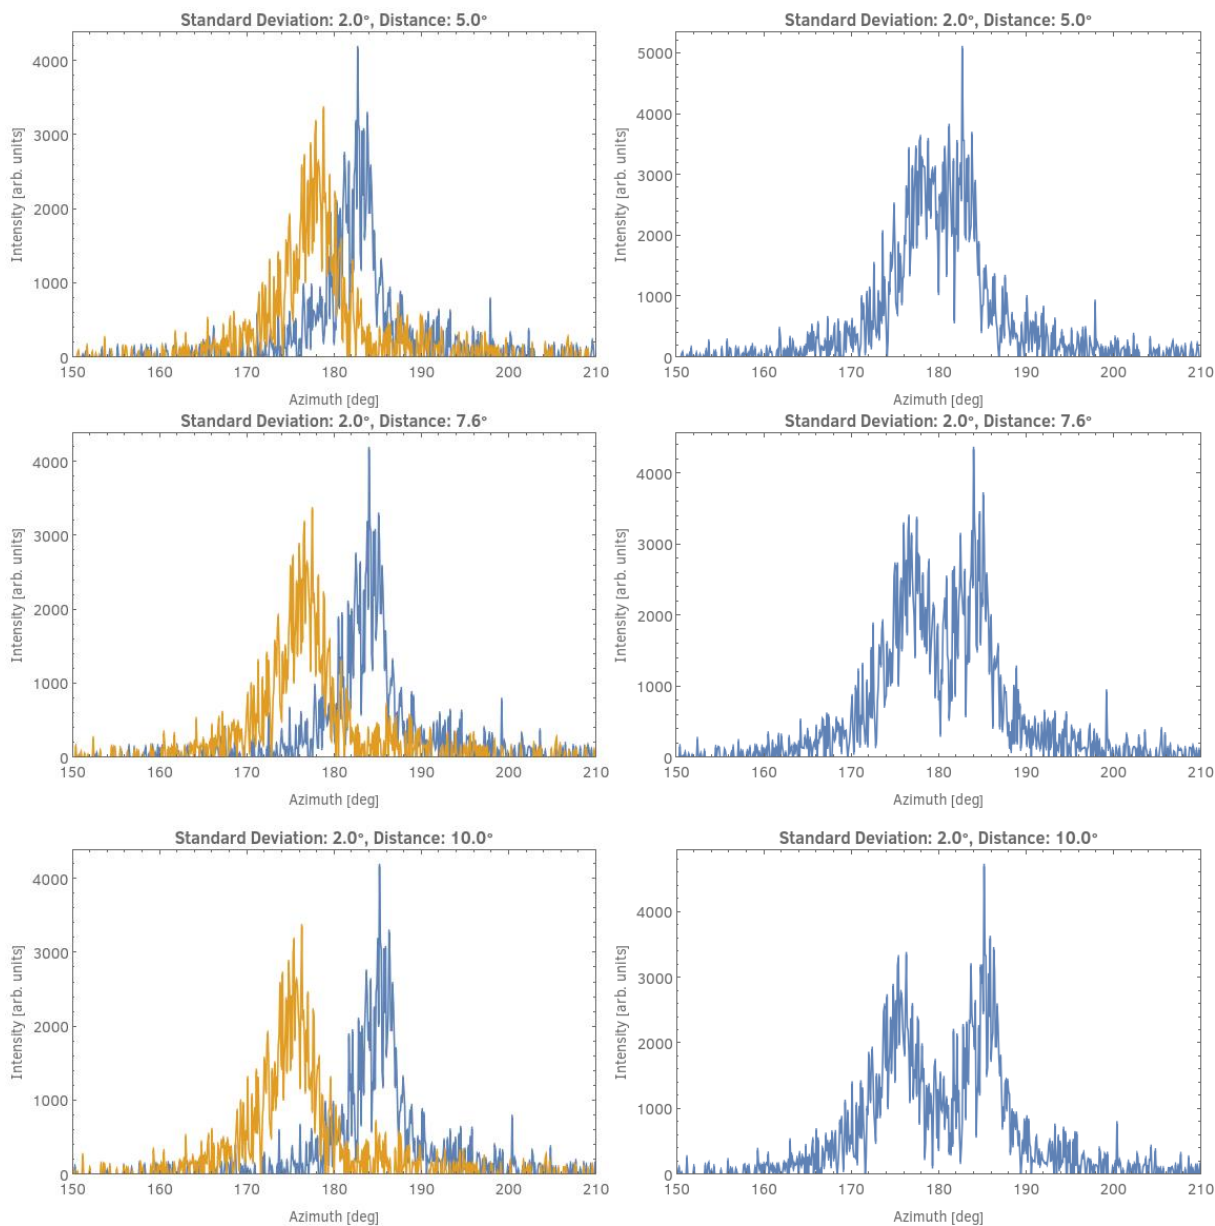 Standard Deviation: 2.0°, Distance: 5.0°
Intensity [arb. units]
4000
3000
2000
1000
0
150 160 170 180 190 200 210
Azimuth [deg]
Standard Deviation: 2.0°, Distance: 5.0°
Intensity [arb. units]
5000
4000
3000
2000
1000
0
150 160 170 180 190 200 210
Azimuth [deg]
Standard Deviation: 2.0°, Distance: 7.6°
Intensity [arb. units]
4000
3000
2000
1000
0
150 160 170 180 190 200 210
Azimuth [deg]
Standard Deviation: 2.0°, Distance: 7.6°
Intensity [arb. units]
4000
3000
2000
1000
0
150 160 170 180 190 200 210
Azimuth [deg]
Standard Deviation: 2.0°, Distance: 10.0°
Intensity [arb. units]
4000
3000
2000
1000
0
150 160 170 180 190 200 210
Azimuth [deg]
Standard Deviation: 2.0°, Distance: 10.0°
Intensity [arb. units]
4000
3000
2000
1000
0
150 160 170 180 190 200 210
Azimuth [deg]